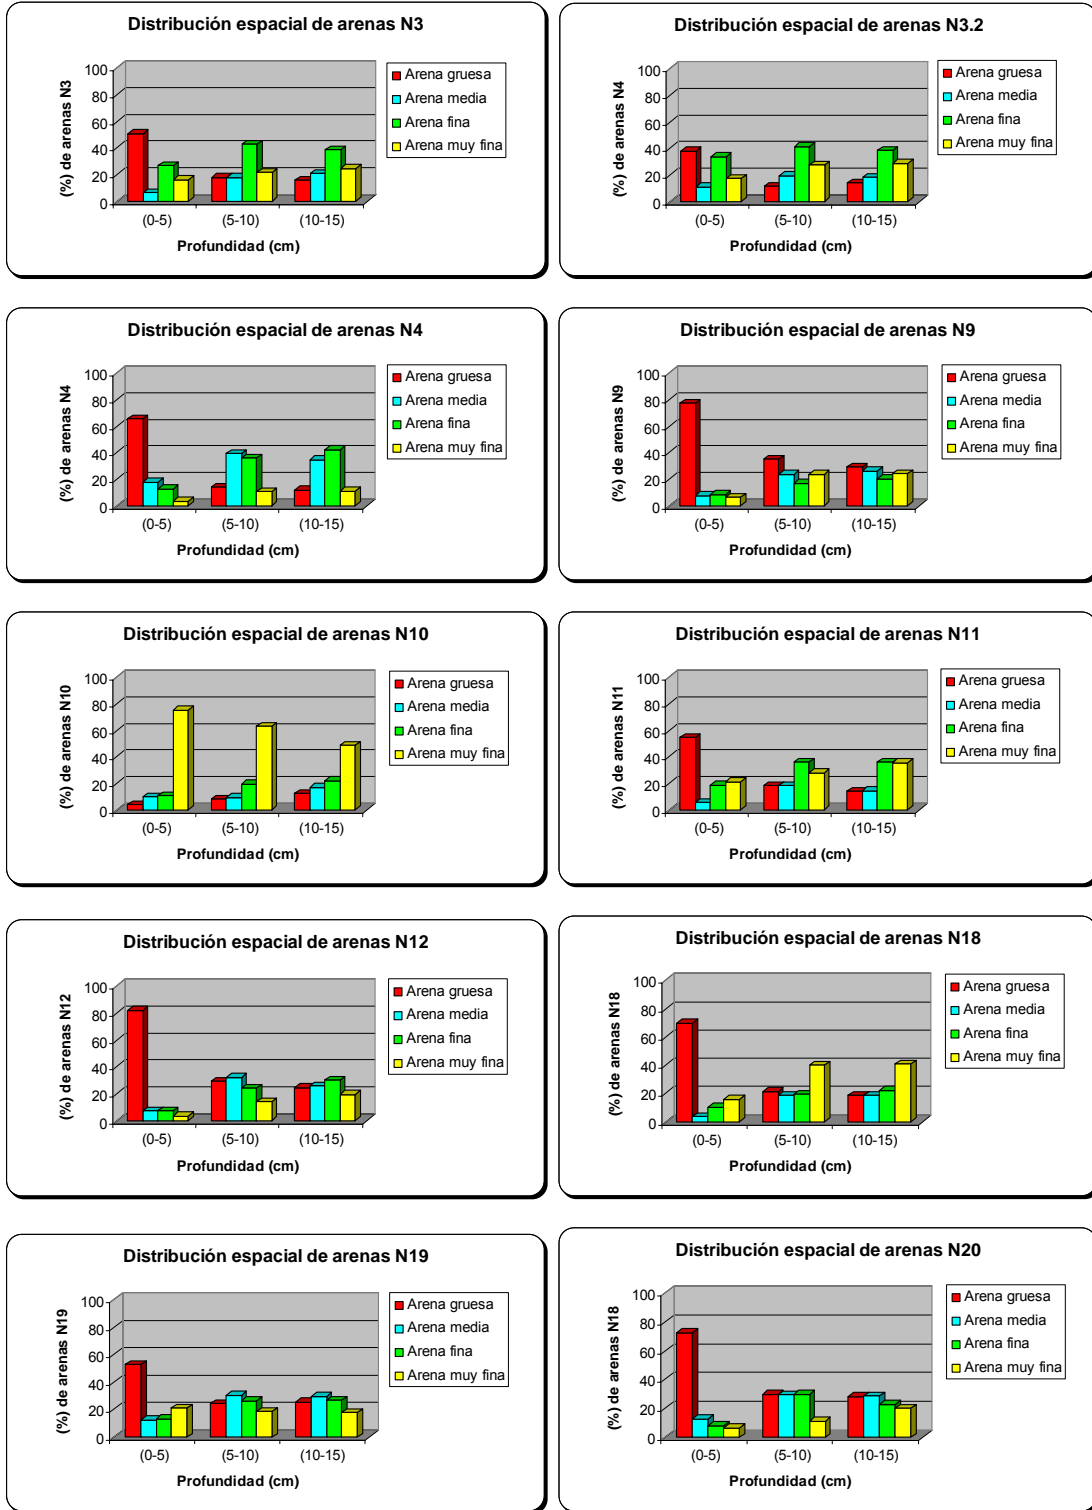 Distribución espacial de arenas N3
(%) de arenas N3
100
80
60
40
20
0
(0-5) (5-10) (10-15)
Profundidad (cm)
Arena gruesa
Arena media
Arena fina
Arena muy fina
Distribución espacial de arenas N3.2
(%) de arenas N4
100
80
60
40
20
0
(0-5) (5-10) (10-15)
Profundidad (cm)
Arena gruesa
Arena media
Arena fina
Arena muy fina
Distribución espacial de arenas N4
(%) de arenas N4
100
80
60
40
20
0
(0-5) (5-10) (10-15)
Profundidad (cm)
Arena gruesa
Arena media
Arena fina
Arena muy fina
Distribución espacial de arenas N9
(%) de arenas N9
100
80
60
40
20
0
(0-5) (5-10) (10-15)
Profundidad (cm)
Arena gruesa
Arena media
Arena fina
Arena muy fina
Distribución espacial de arenas N10
(%) de arenas N10
100
80
60
40
20
0
(0-5) (5-10) (10-15)
Profundidad (cm)
Arena gruesa
Arena media
Arena fina
Arena muy fina
Distribución espacial de arenas N11
(%) de arenas N11
100
80
60
40
20
0
(0-5) (5-10) (10-15)
Profundidad (cm)
Arena gruesa
Arena media
Arena fina
Arena muy fina
Distribución espacial de arenas N12
(%) de arenas N12
100
80
60
40
20
0
(0-5) (5-10) (10-15)
Profundidad (cm)
Arena gruesa
Arena media
Arena fina
Arena muy fina
Distribución espacial de arenas N18
(%) de arenas N18
100
80
60
40
20
0
(0-5) (5-10) (10-15)
Profundidad (cm)
Arena gruesa
Arena media
Arena fina
Arena muy fina
Distribución espacial de arenas N19
(%) de arenas N19
100
80
60
40
20
0
(0-5) (5-10) (10-15)
Profundidad (cm)
Arena gruesa
Arena media
Arena fina
Arena muy fina
Distribución espacial de arenas N20
(%) de arenas N18
100
80
60
40
20
0
(0-5) (5-10) (10-15)
Profundidad (cm)
Arena gruesa
Arena media
Arena fina
Arena muy fina